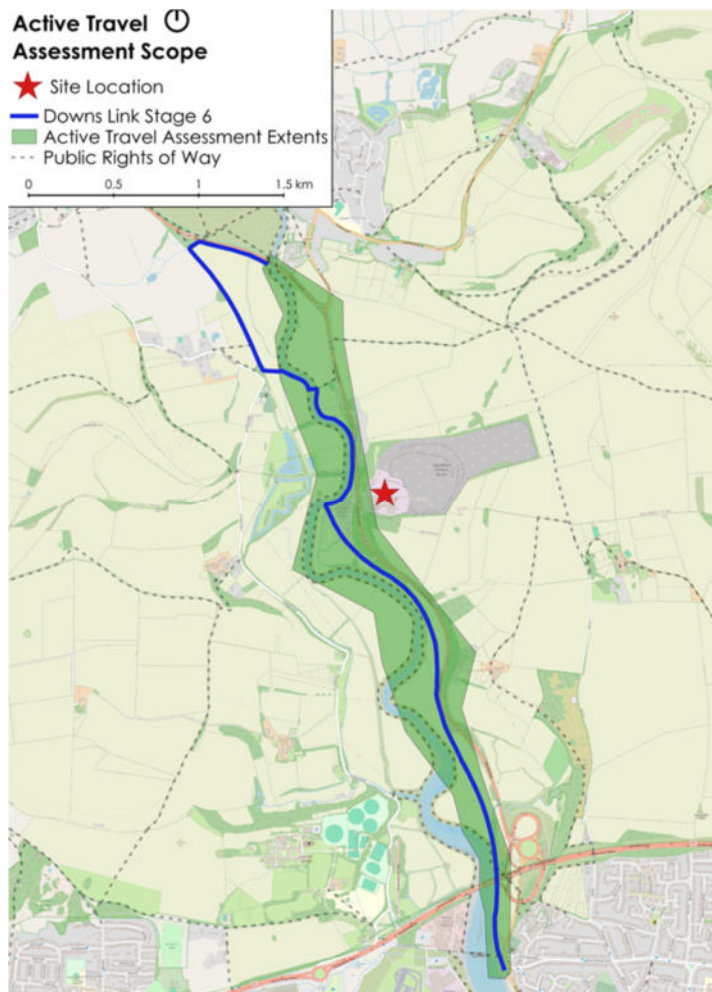 Active Travel
Assessment Scope
Site Location
Downs Link Stage 6
Active Travel Assessment Extents
Public Rights of Way
0 0.5 1 1.5 km